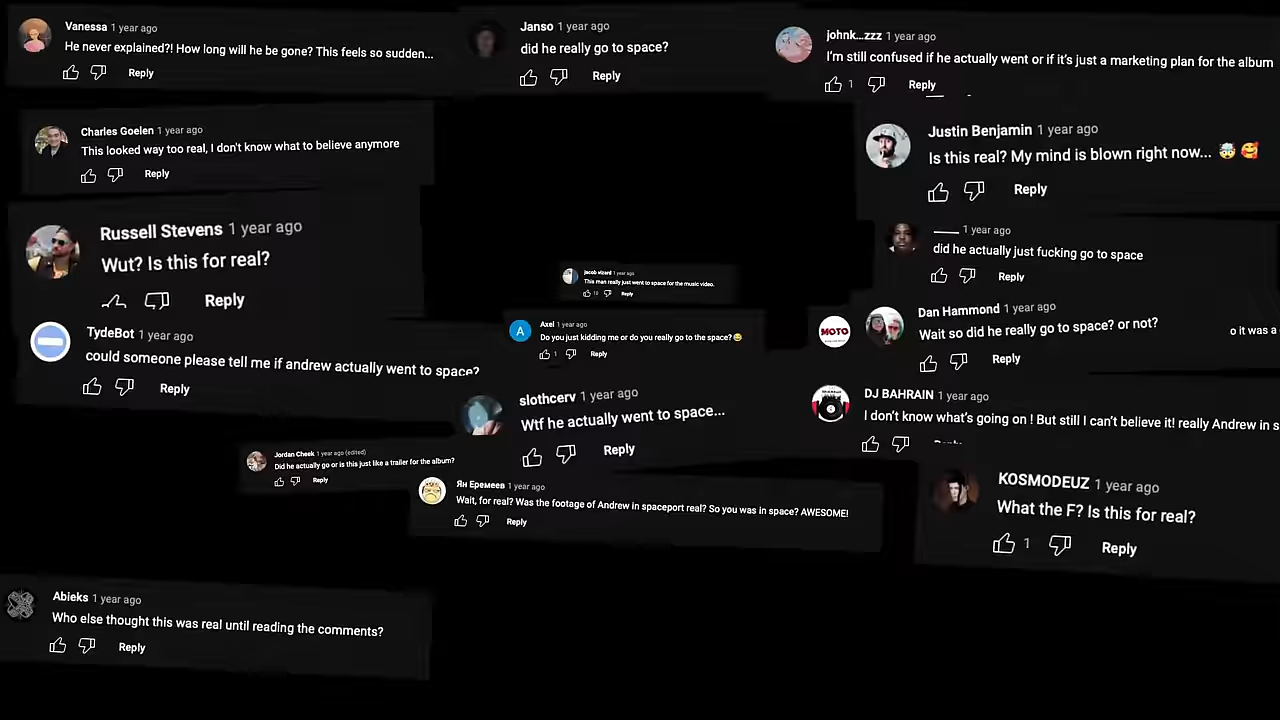 Vanessa 1 year ago
He never explained?! How long will he be gone? This feels so sudden...
Reply
Janso 1 year ago
did he really go to space?
Reply
johnk...zzz 1 year ago
I'm still confused if he actually went or if it's just a marketing plan for the album
1 Reply
Charles Goelen 1 year ago
This looked way too real, I don't know what to believe anymore
Reply
Justin Benjamin 1 year ago
Is this real? My mind is blown right now... 🤯 🥰
Reply
Russell Stevens 1 year ago
Wut? Is this for real?
Reply
1 year ago
did he actually just fucking go to space
Reply
jacob vizard 1 year ago
This man really just went to space for the music video.
Reply
TydeBot 1 year ago
could someone please tell me if andrew actually went to space?
Reply
A
Axel 1 year ago
Do you just kidding me or do you really go to the space? 😂
1 Reply
MOTO
Dan Hammond 1 year ago
Wait so did he really go to space? or not?
Reply
o it was a
slothcerv 1 year ago
Wtf he actually went to space...
Reply
DJ BAHRAIN 1 year ago
I don't know what's going on ! But still I can't believe it! really Andrew in s
Jordan Cheek 1 year ago (edited)
Did he actually go or is this just like a trailer for the album?
Reply
Ян Еремеев 1 year ago
Wait, for real? Was the footage of Andrew in spaceport real? So you was in space? AWESOME!
Reply
KOSMODEUZ 1 year ago
What the F? Is this for real?
1 Reply
Abieks 1 year ago
Who else thought this was real until reading the comments?
Reply